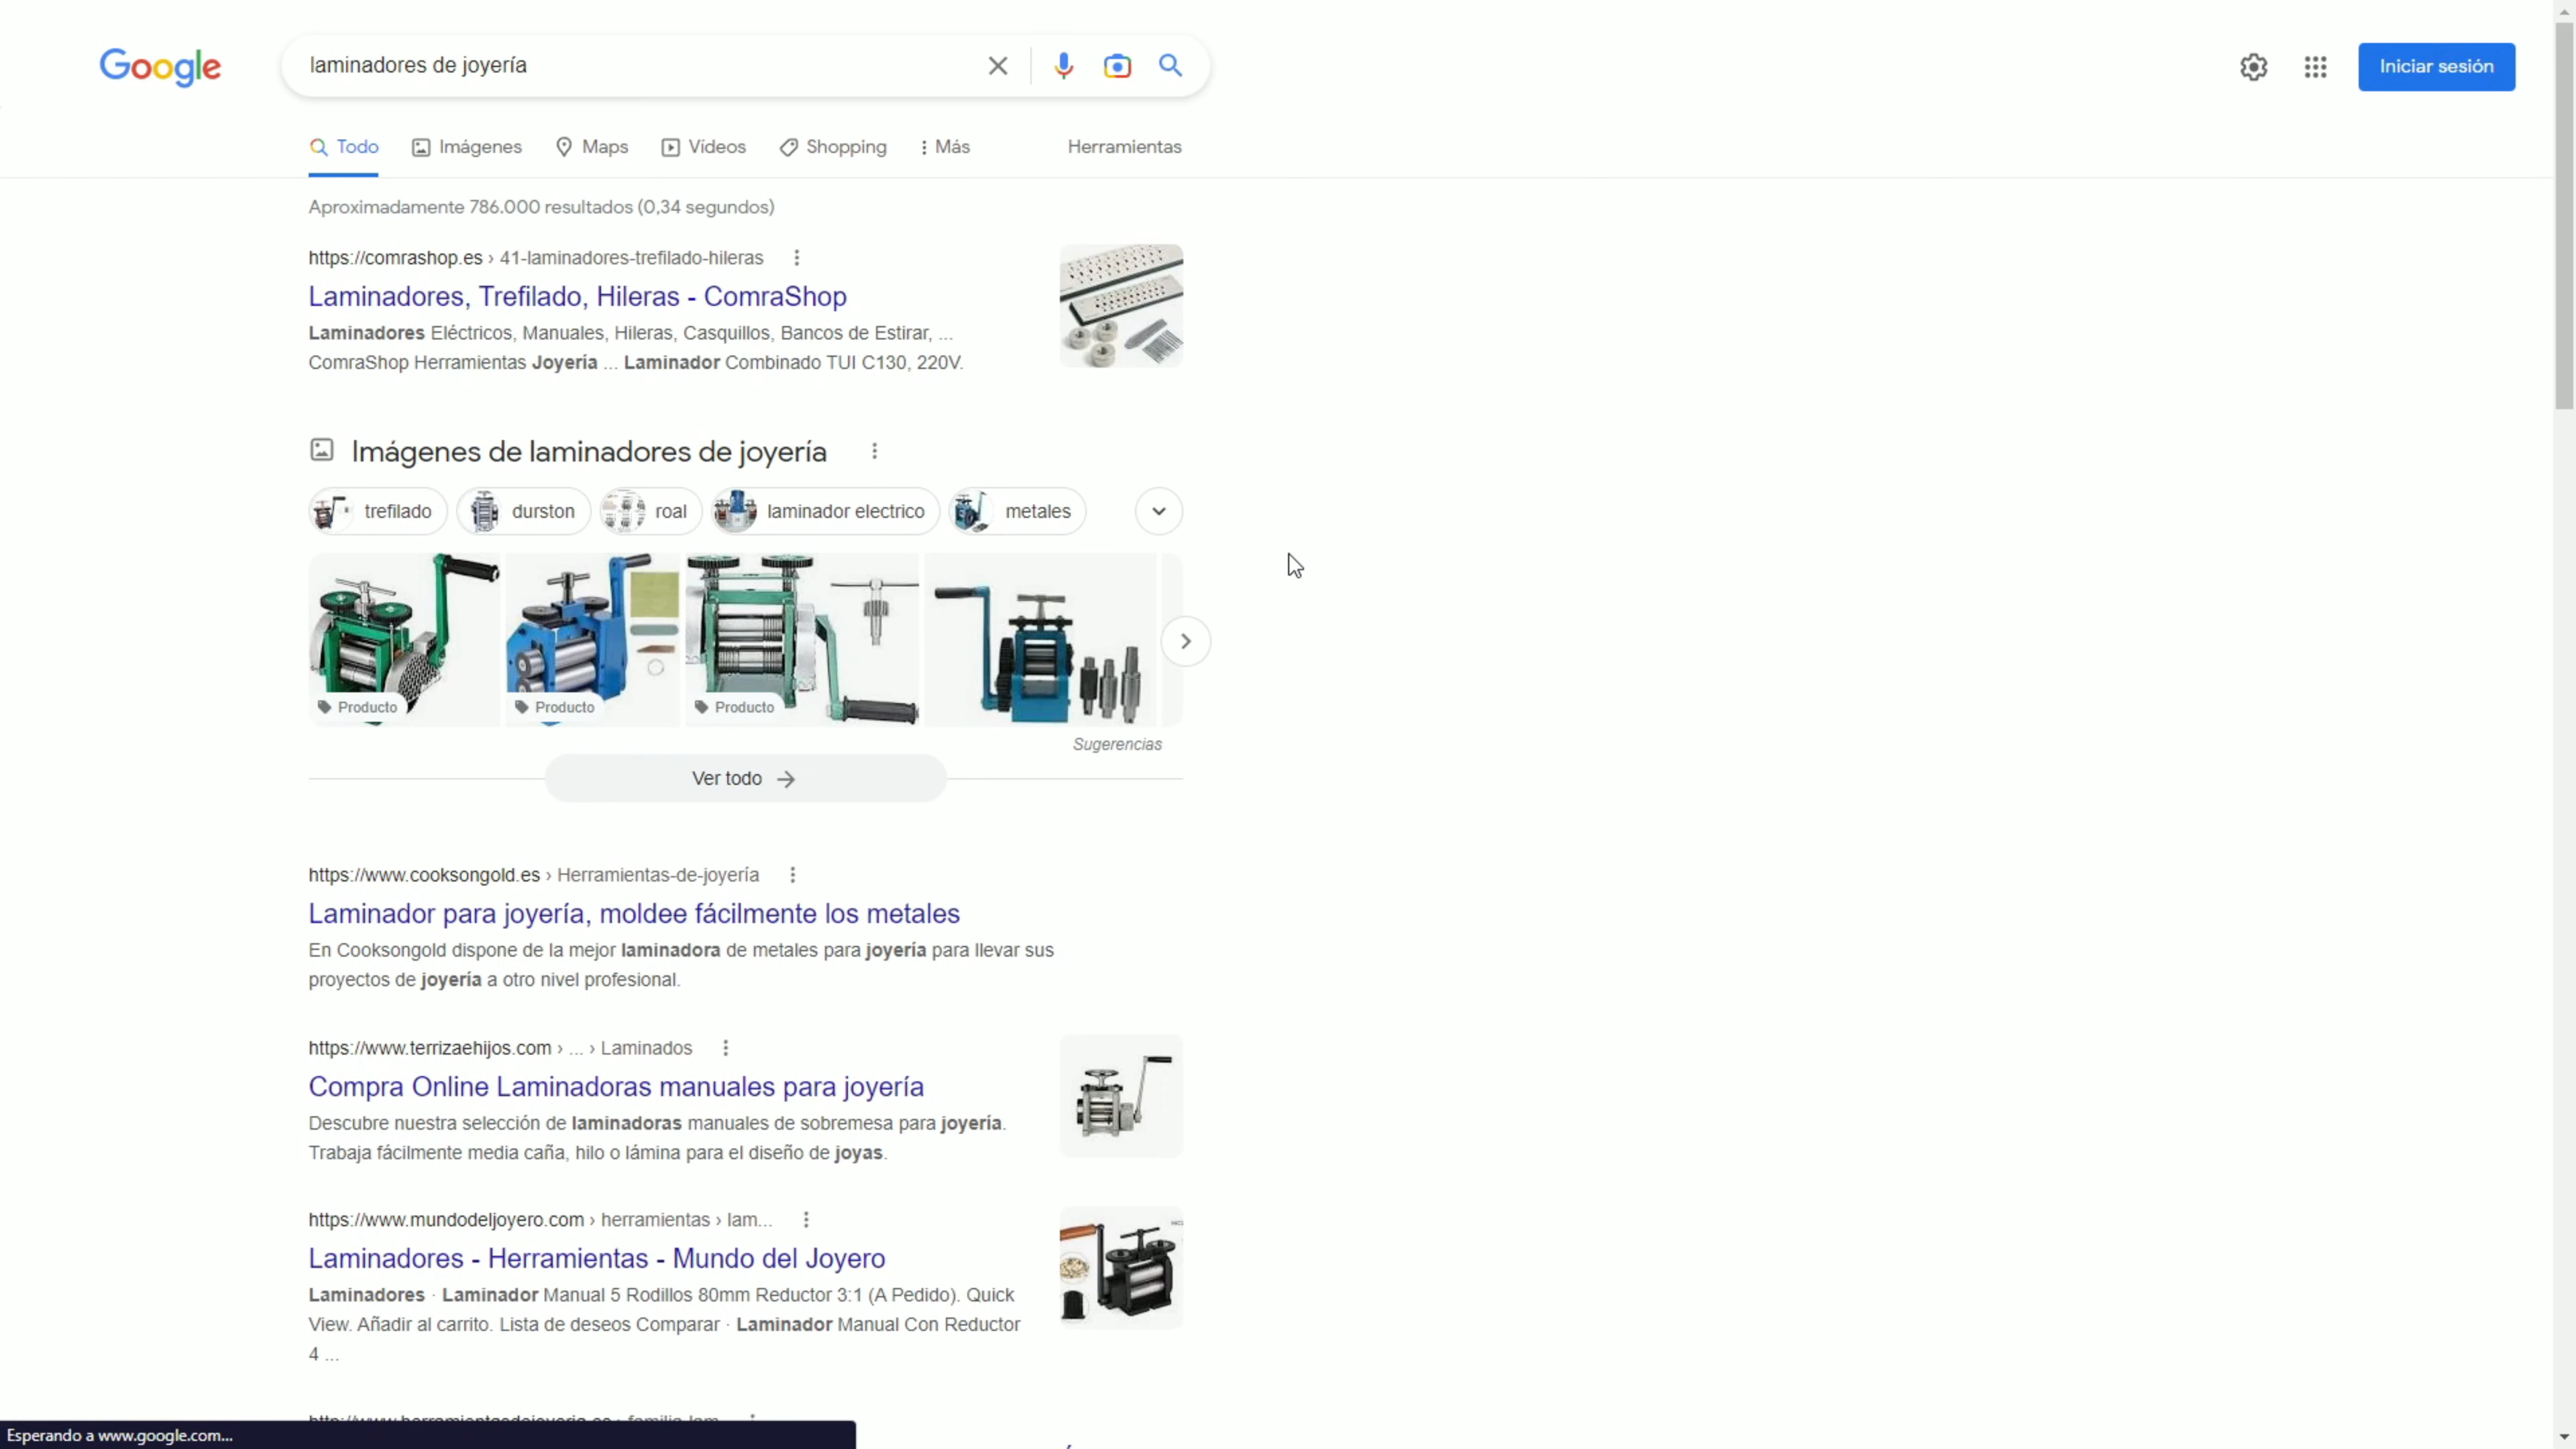 Google
laminadores de joyería
Iniciar sesión
Todo
Imágenes
Maps
Vídeos
Shopping
Más
Herramientas
Aproximadamente 786.000 resultados (0,34 segundos)
https://comrashop.es › 41-laminadores-trefilado-hileras
Laminadores, Trefilado, Hileras - ComraShop
Laminadores Eléctricos, Manuales, Hileras, Casquillos, Bancos de Estirar, ...
ComraShop Herramientas Joyería ... Laminador Combinado TUI C130, 220V.
Imágenes de laminadores de joyería
trefilado
durston
roal
laminador electrico
metales
Producto
Producto
Producto
Sugerencias
Ver todo
https://www.cooksongold.es › Herramientas-de-joyería
Laminador para joyería, moldee fácilmente los metales
En Cooksongold dispone de la mejor laminadora de metales para joyería para llevar sus
proyectos de joyería a otro nivel profesional.
https://www.terrizaehijos.com › ... › Laminados
Compra Online Laminadoras manuales para joyería
Descubre nuestra selección de laminadoras manuales de sobremesa para joyería.
Trabaja fácilmente media caña, hilo o lámina para el diseño de joyas.
https://www.mundodeljoyero.com › herramientas › lam...
Laminadores - Herramientas - Mundo del Joyero
Laminadores · Laminador Manual 5 Rodillos 80mm Reductor 3:1 (A Pedido). Quick
View. Añadir al carrito. Lista de deseos Comparar · Laminador Manual Con Reductor
4 ...
Esperando a www.google.com...